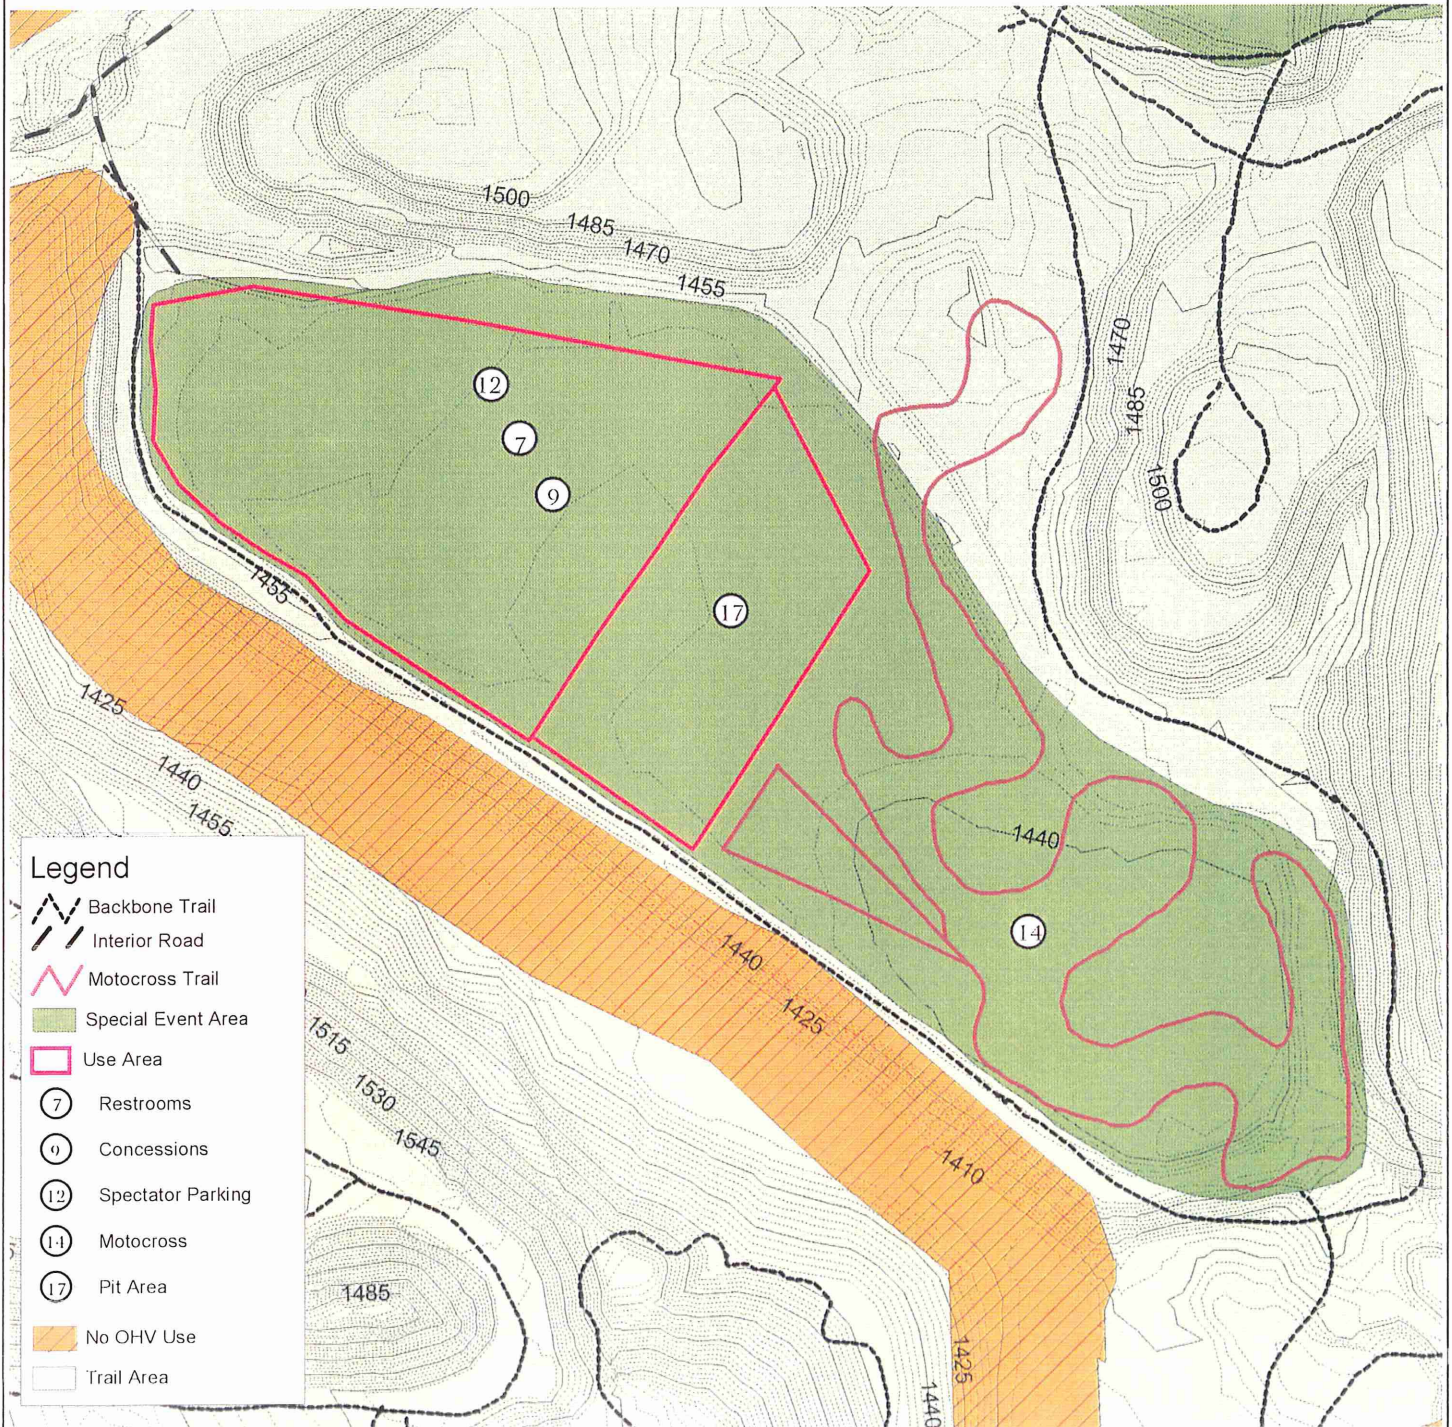 1500
1485
1470
1455
1470
1485
1500
12
7
9
17
1455
1425
1440
1455
1440
14
1440
1425
1410
1515
1530
1545
1485
1425
1440
Legend
Backbone Trail
Interior Road
Motocross Trail
Special Event Area
Use Area
7 Restrooms
9 Concessions
12 Spectator Parking
14 Motocross
17 Pit Area
No OHV Use
Trail Area